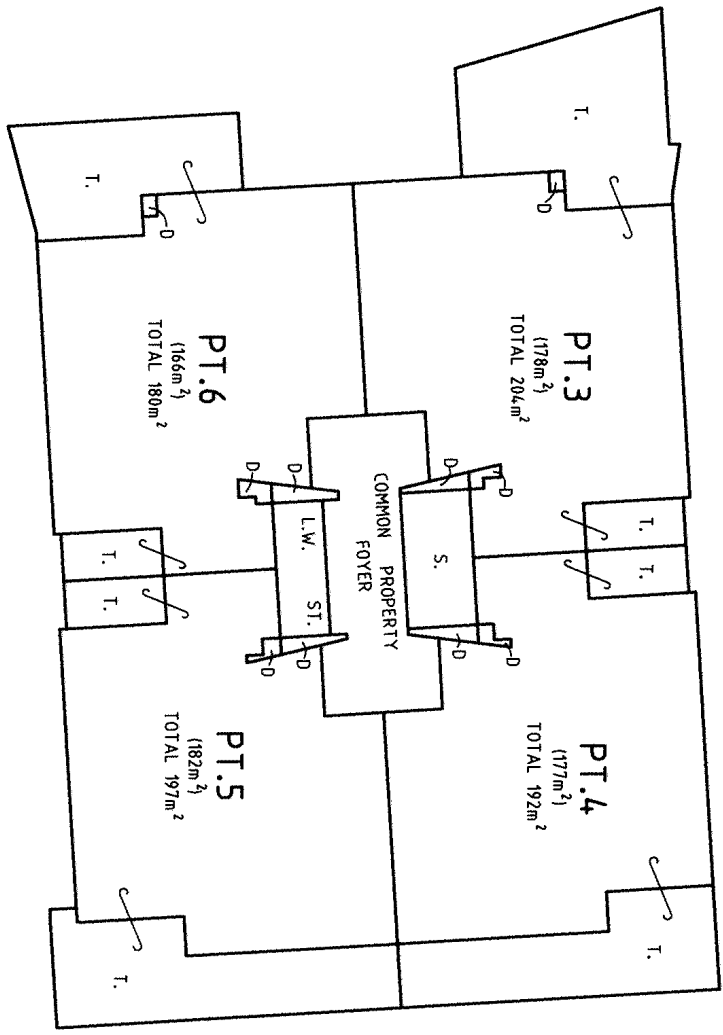 T.
D
T.
D
PT.3
(178m²)
TOTAL 204m²
PT.6
(166m²)
TOTAL 180m²
D
D
D
D
COMMON PROPERTY
FOYER
L.W.
ST.
S.
T.
T.
T.
T.
D
D
D
D
PT.4
(177m²)
TOTAL 192m²
PT.5
(182m²)
TOTAL 197m²
T.
T.